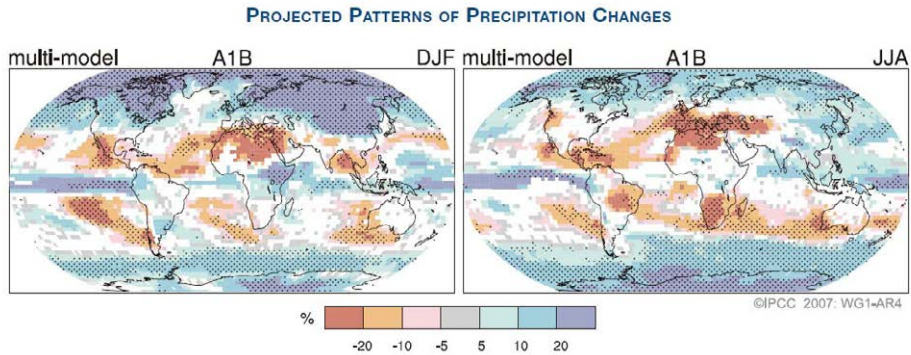 PROJECTED PATTERNS OF PRECIPITATION CHANGES
multi-model A1B DJF
multi-model A1B JJA
©IPCC 2007: WG1-AR4
%
-20 -10 -5 5 10 20